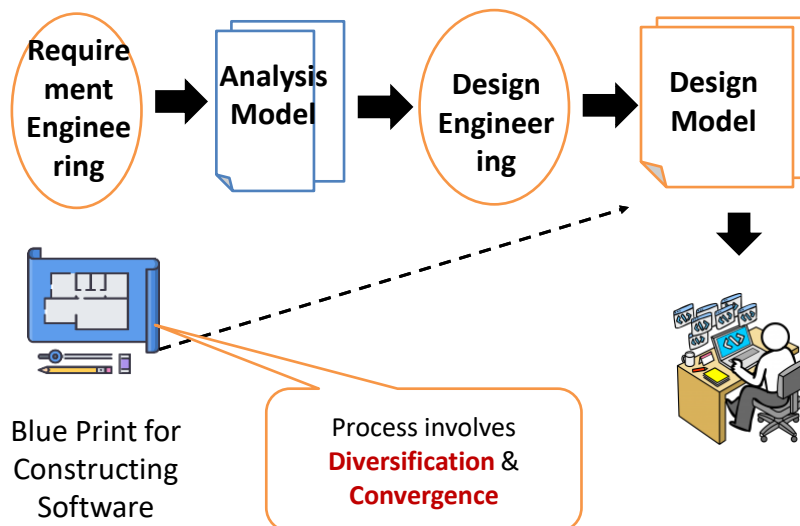 Require
ment
Enginee
ring
Analysis
Model
Design
Engineer
ing
Design
Model
Blue Print for
Constructing
Software
Process involves
Diversification &
Convergence